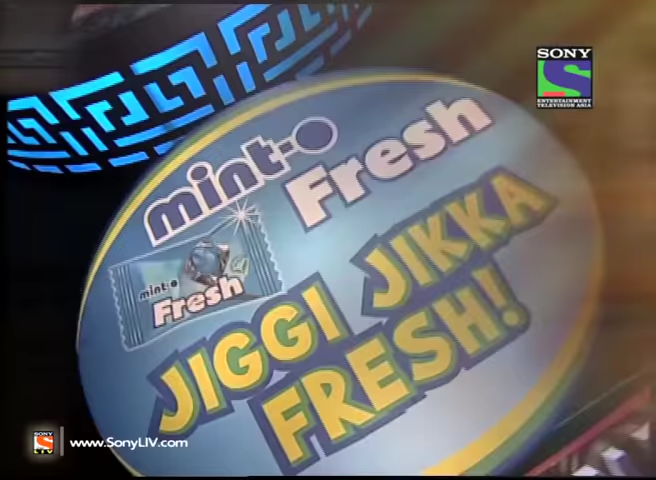 SONY
ENTERTAINMENT
TELEVISION ASIA
mint-o
Fresh
mint-o
Fresh
JIGGI JIKKA
FRESH!
SONY
LIV
www.SonyLIV.com